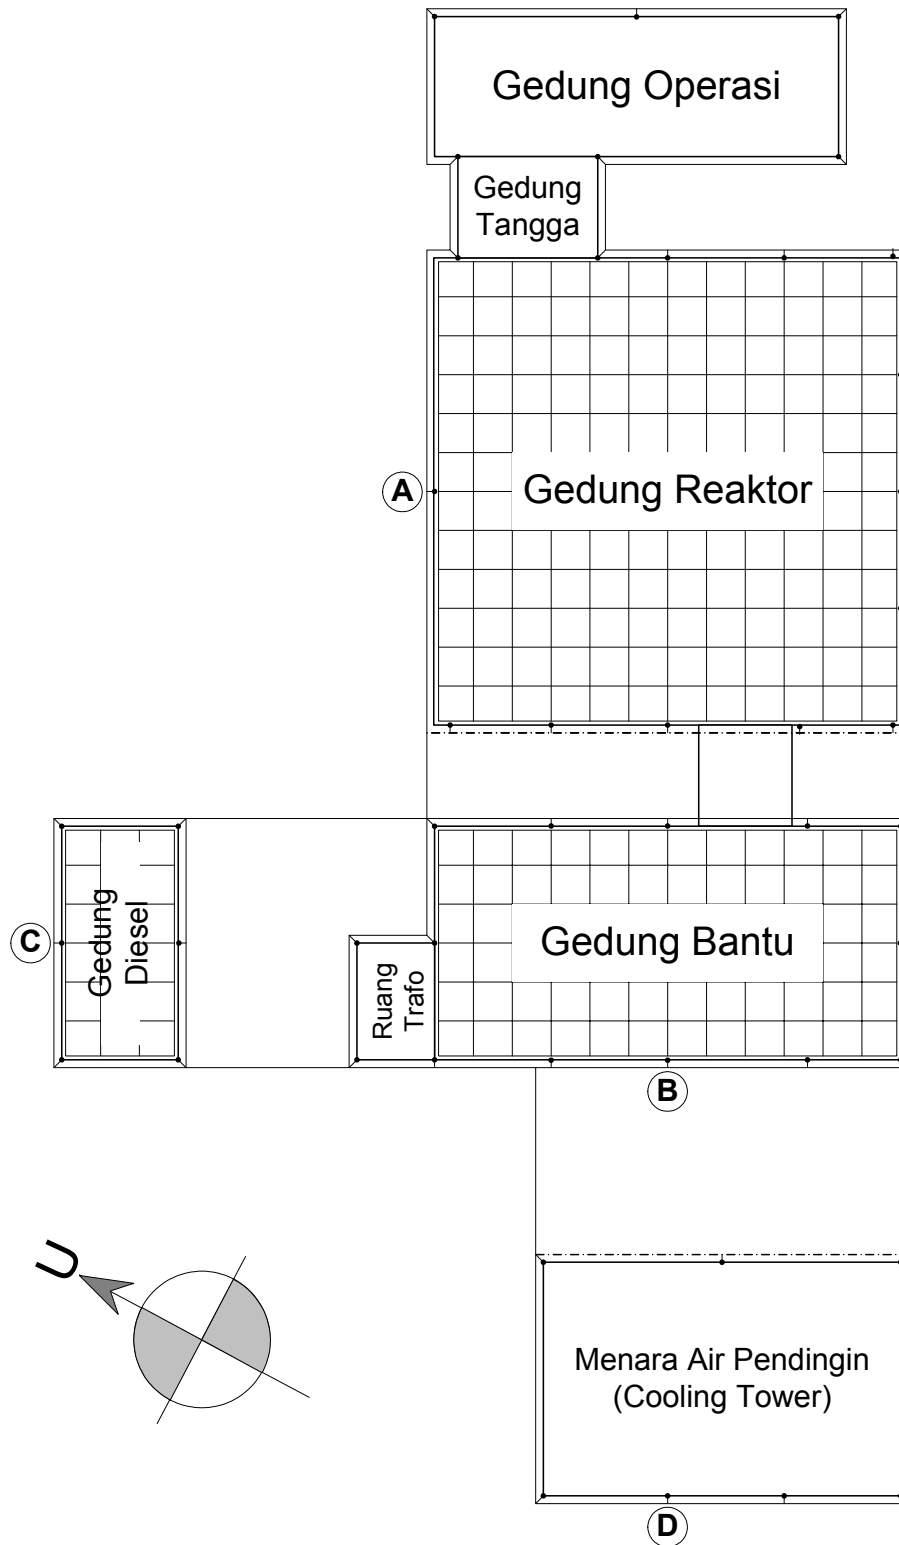 Gedung Operasi
Gedung
Tangga
A
Gedung Reaktor
C
Gedung
Diesel
Ruang
Trafo
Gedung Bantu
B
U
Menara Air Pendingin
(Cooling Tower)
D